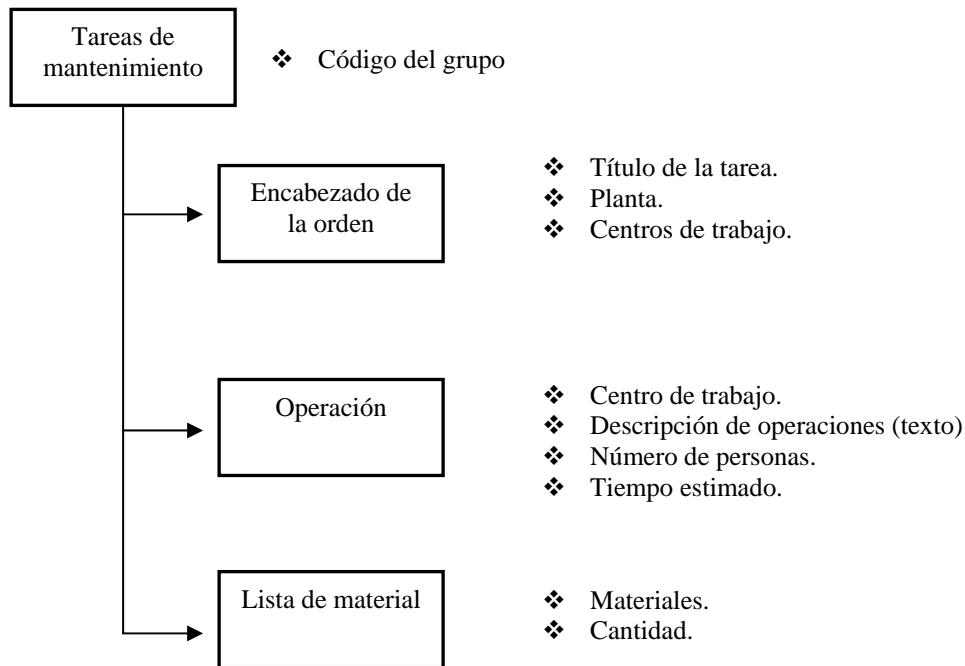 Tareas de
mantenimiento
❖ Código del grupo
Encabezado de
la orden
❖ Título de la tarea.
❖ Planta.
❖ Centros de trabajo.
Operación
❖ Centro de trabajo.
❖ Descripción de operaciones (texto)
❖ Número de personas.
❖ Tiempo estimado.
Lista de material
❖ Materiales.
❖ Cantidad.